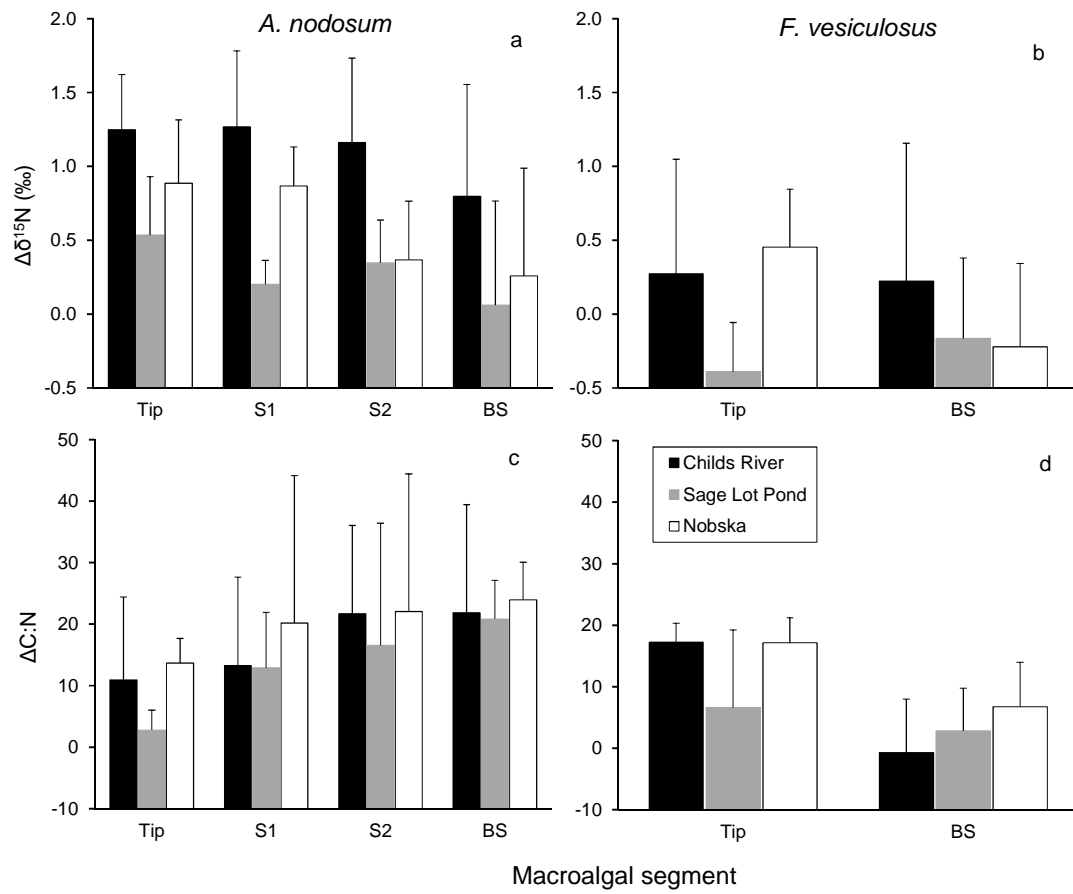 A. nodosum
F. vesiculosus
a
b
2.0
1.5
1.0
0.5
0.0
-0.5
Δδ¹⁵N (‰)
Tip S1 S2 BS
2.0
1.5
1.0
0.5
0.0
-0.5
Tip BS
c
d
50
40
30
20
10
0
-10
ΔC:N
Tip S1 S2 BS
50
40
30
20
10
0
-10
Childs River
Sage Lot Pond
Nobska
Tip BS
Macroalgal segment